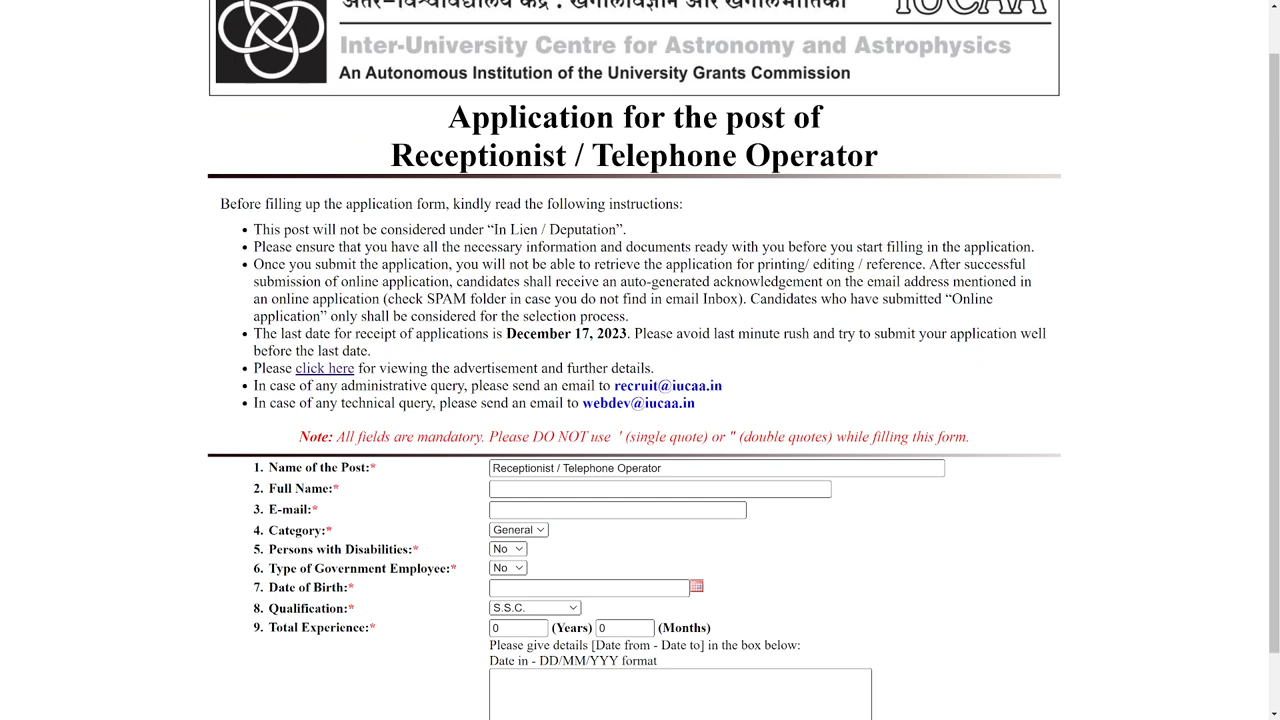 अंतर-विश्वविद्यालय केंद्र : खगोलविज्ञान और खगोलभौतिकी
IUCAA
Inter-University Centre for Astronomy and Astrophysics
An Autonomous Institution of the University Grants Commission
Application for the post of
Receptionist / Telephone Operator
Before filling up the application form, kindly read the following instructions:
• This post will not be considered under “In Lien / Deputation”.
• Please ensure that you have all the necessary information and documents ready with you before you start filling in the application.
• Once you submit the application, you will not be able to retrieve the application for printing/ editing / reference. After successful
submission of online application, candidates shall receive an auto-generated acknowledgement on the email address mentioned in
an online application (check SPAM folder in case you do not find in email Inbox). Candidates who have submitted “Online
application” only shall be considered for the selection process.
• The last date for receipt of applications is December 17, 2023. Please avoid last minute rush and try to submit your application well
before the last date.
• Please click here for viewing the advertisement and further details.
• In case of any administrative query, please send an email to recruit@iucaa.in
• In case of any technical query, please send an email to webdev@iucaa.in
Note: All fields are mandatory. Please DO NOT use ' (single quote) or " (double quotes) while filling this form.
1. Name of the Post:* Receptionist / Telephone Operator
2. Full Name:*
3. E-mail:*
4. Category:* General
5. Persons with Disabilities:* No
6. Type of Government Employee:* No
7. Date of Birth:*
8. Qualification:* S.S.C.
9. Total Experience:* 0 (Years) 0 (Months)
Please give details [Date from - Date to] in the box below:
Date in - DD/MM/YYY format